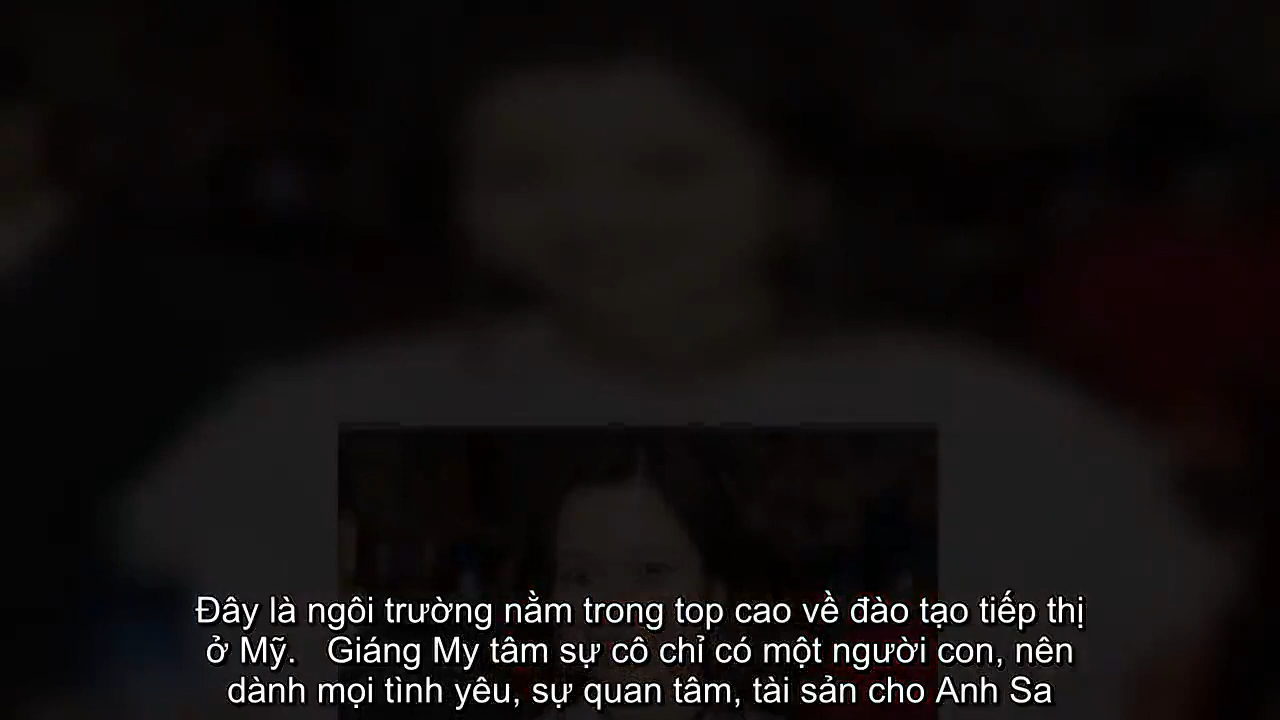 Đây là ngôi trường nằm trong top cao về đào tạo tiếp thị
ở Mỹ.   Giáng My tâm sự cô chỉ có một người con, nên
dành mọi tình yêu, sự quan tâm, tài sản cho Anh Sa